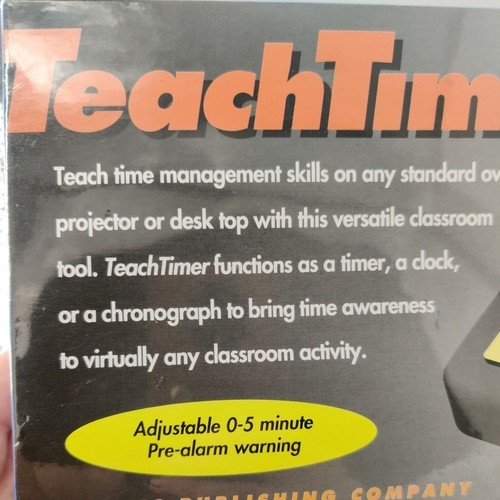 TeachTim
Teach time management skills on any standard ov
projector or desk top with this versatile classroom
tool. TeachTimer functions as a timer, a clock,
or a chronograph to bring time awareness
to virtually any classroom activity.
Adjustable 0-5 minute
Pre-alarm warning
PUBLISHING COMPANY